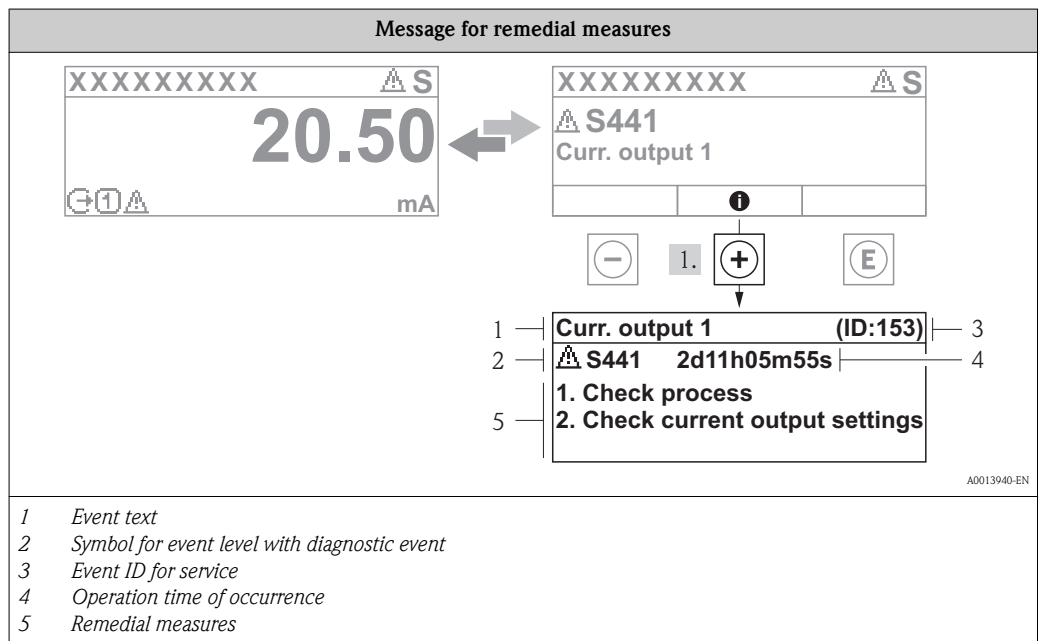 Message for remedial measures
XXXXXXXXX ⚠ S
20.50
1 ⚠ mA
XXXXXXXXX ⚠ S
⚠ S441
Curr. output 1
i
− 1. + E
1 Curr. output 1 (ID:153) 3
2 ⚠ S441 2d11h05m55s 4
1. Check process
5 2. Check current output settings
A0013940-EN
1 Event text
2 Symbol for event level with diagnostic event
3 Event ID for service
4 Operation time of occurrence
5 Remedial measures